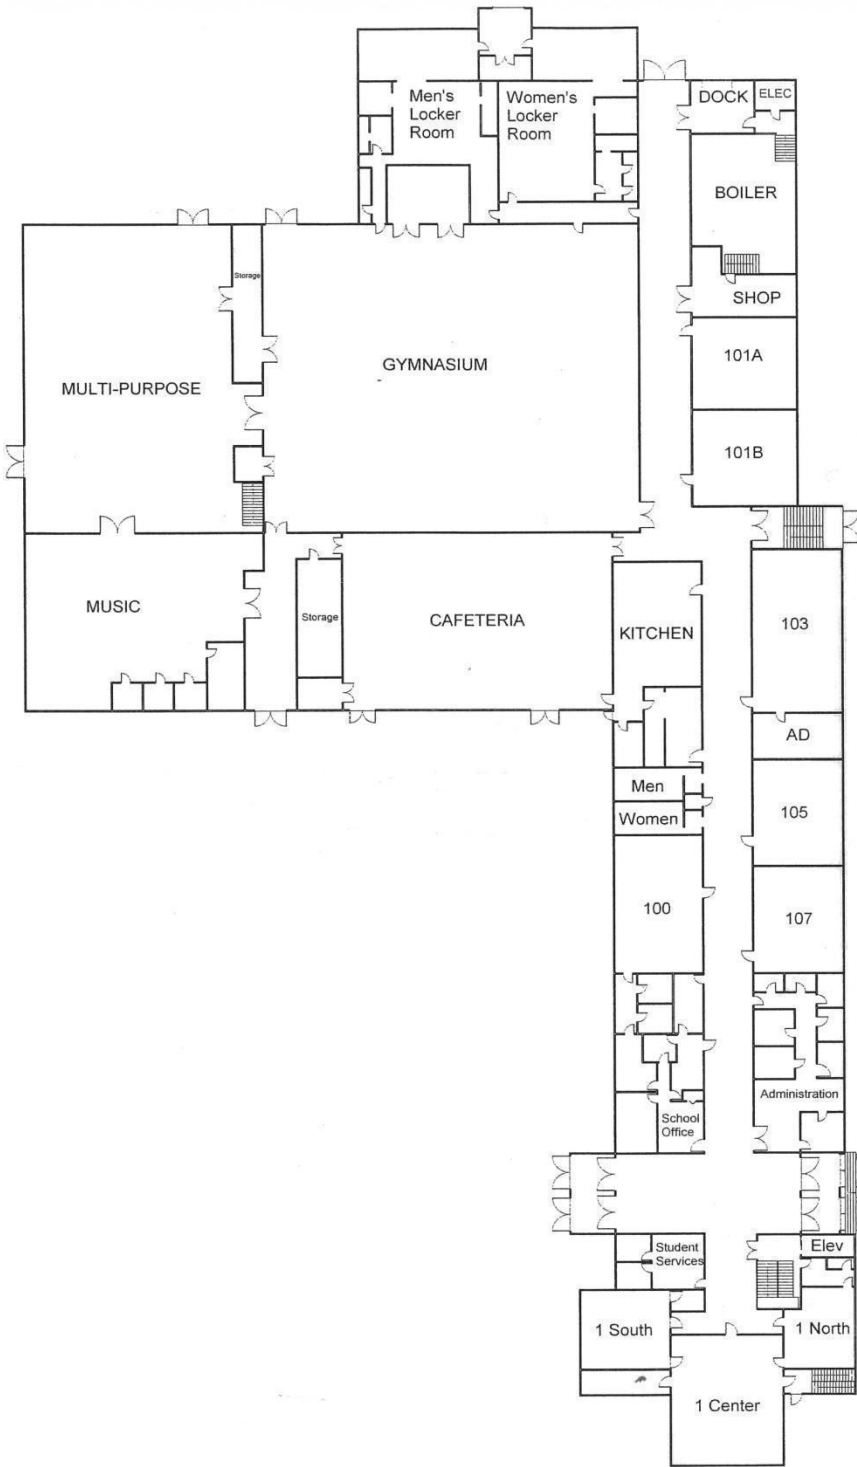 DOCK
ELEC
Men's
Locker
Room
Women's
Locker
Room
BOILER
Storage
SHOP
GYMNASIUM
101A
MULTI-PURPOSE
101B
MUSIC
Storage
CAFETERIA
KITCHEN
103
AD
Men
105
Women
100
107
Administration
School
Office
Student
Services
Elev
1 South
1 North
1 Center